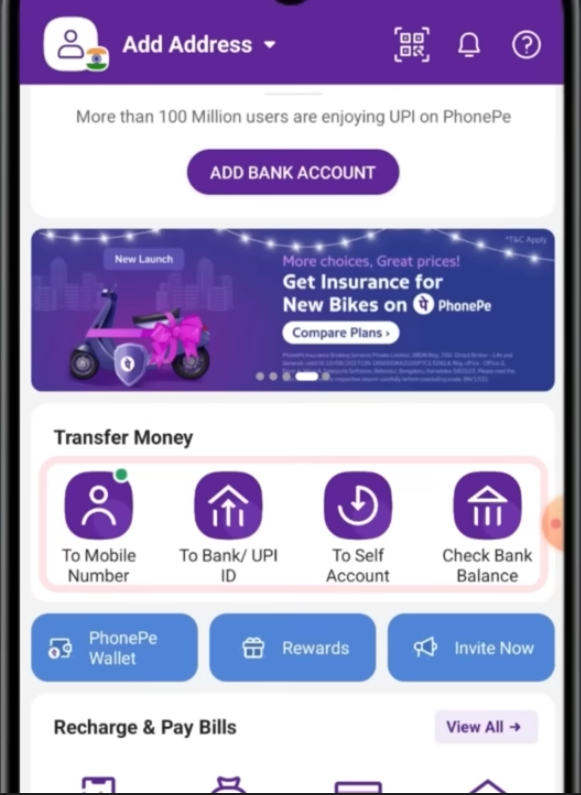 Add Address
More than 100 Million users are enjoying UPI on PhonePe
ADD BANK ACCOUNT
*T&C Apply
New Launch
More choices, Great prices!
Get Insurance for
New Bikes on पे PhonePe
Compare Plans ›
Transfer Money
To Mobile
Number
To Bank/ UPI
ID
To Self
Account
Check Bank
Balance
PhonePe
Wallet
Rewards
Invite Now
Recharge & Pay Bills
View All →